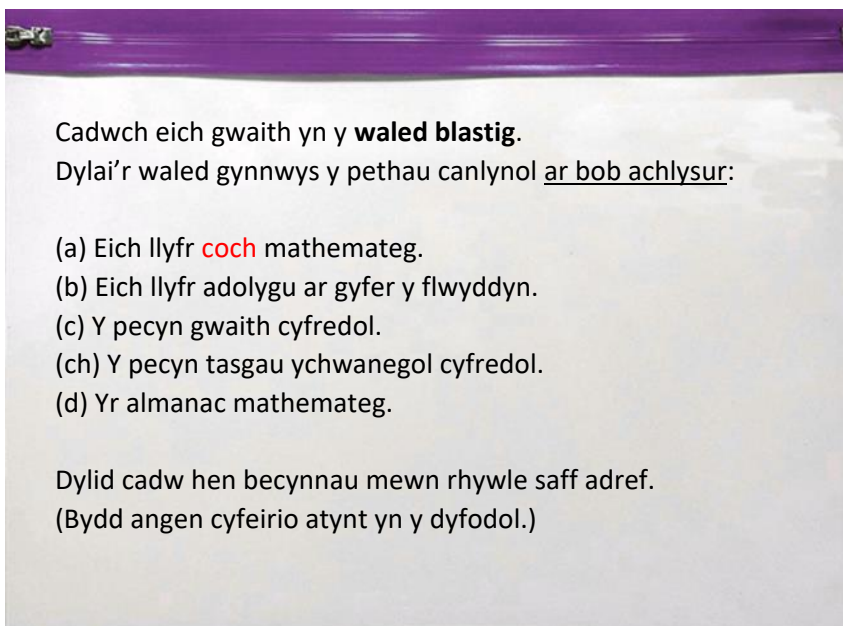 Cadwch eich gwaith yn y waled blastig.
Dylai'r waled gynnwys y pethau canlynol ar bob achlysur:
(a) Eich llyfr coch mathemateg.
(b) Eich llyfr adolygu ar gyfer y flwyddyn.
(c) Y pecyn gwaith cyfredol.
(ch) Y pecyn tasgau ychwanegol cyfredol.
(d) Yr almanac mathemateg.
Dylid cadw hen becynnau mewn rhywle saff adref.
(Bydd angen cyfeirio atynt yn y dyfodol.)